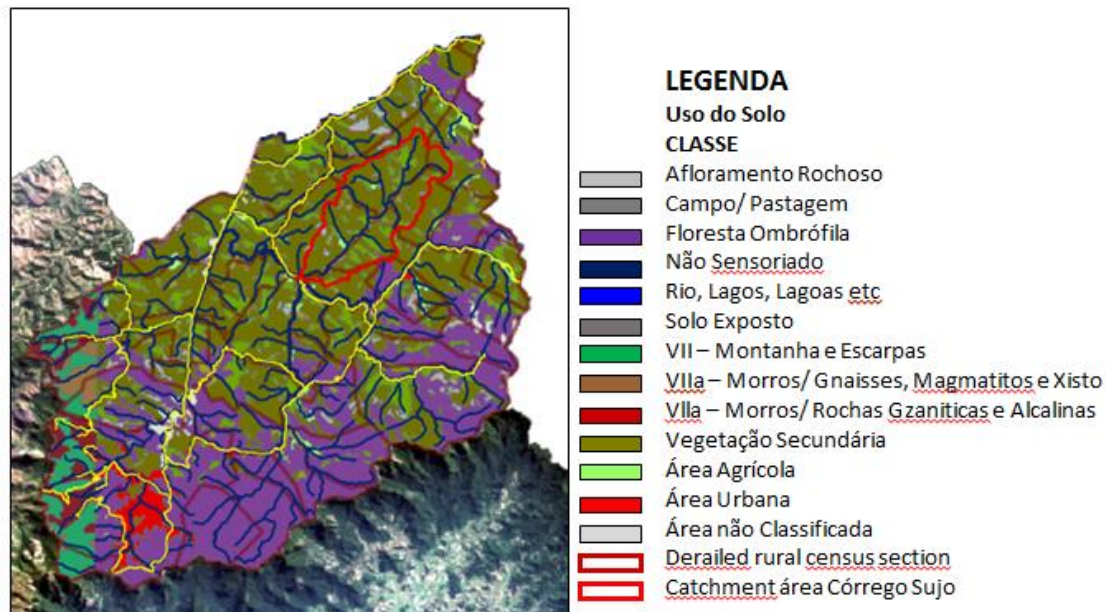 LEGENDA
Uso do Solo
CLASSE
Afloramento Rochoso
Campo/ Pastagem
Floresta Ombrófila
Não Sensoriado
Rio, Lagos, Lagoas etc
Solo Exposto
VII – Montanha e Escarpas
VIIa – Morros/ Gnaisses, Magmatitos e Xisto
VIIa – Morros/ Rochas Gzaniticas e Alcalinas
Vegetação Secundária
Área Agrícola
Área Urbana
Área não Classificada
Derailed rural census section
Catchment área Córrego Sujo